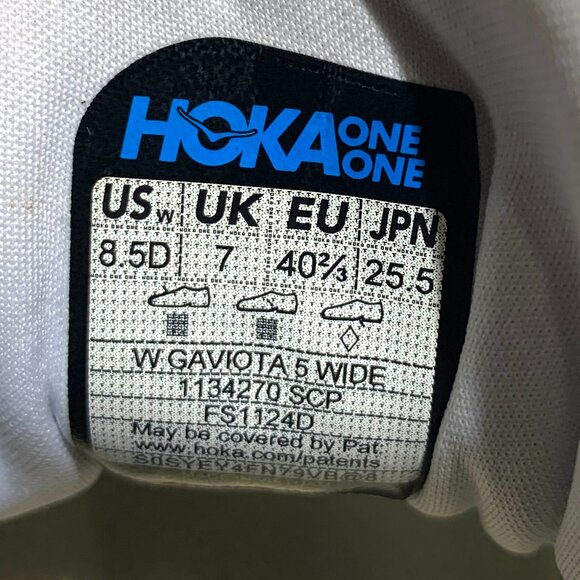 HOKA ONE ONE
USw UK EU JPN
8.5D 7 40⅔ 25.5
W GAVIOTA 5 WIDE
1134270 SCP
FS1124D
May be covered by Pat.
www.hoka.com/patents